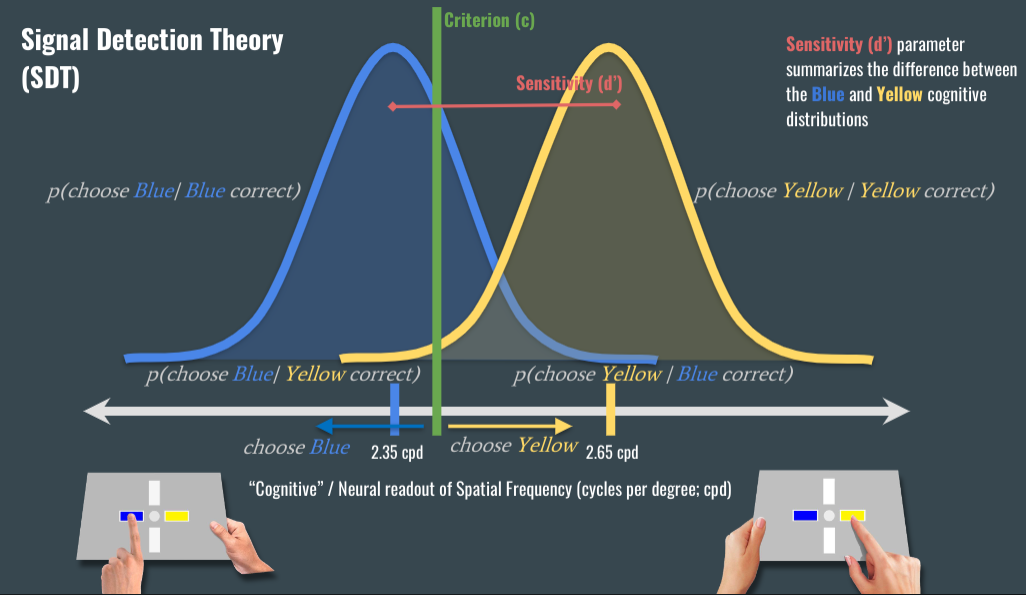 Signal Detection Theory
(SDT)
Criterion (c)
Sensitivity (d’)
Sensitivity (d’) parameter
summarizes the difference between
the Blue and Yellow cognitive
distributions
p(choose Blue| Blue correct)
p(choose Yellow | Yellow correct)
p(choose Blue| Yellow correct)
p(choose Yellow | Blue correct)
choose Blue
2.35 cpd
choose Yellow
2.65 cpd
“Cognitive” / Neural readout of Spatial Frequency (cycles per degree; cpd)